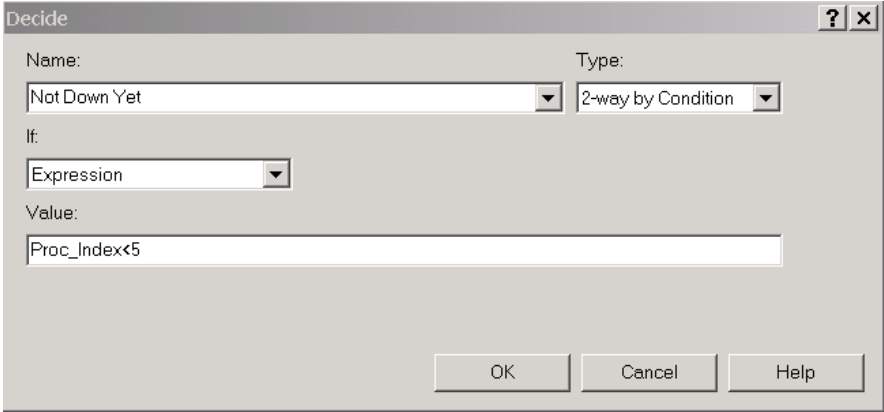 Decide
Name: Type:
Not Down Yet 2-way by Condition
If:
Expression
Value:
Proc_Index<5
OK Cancel Help